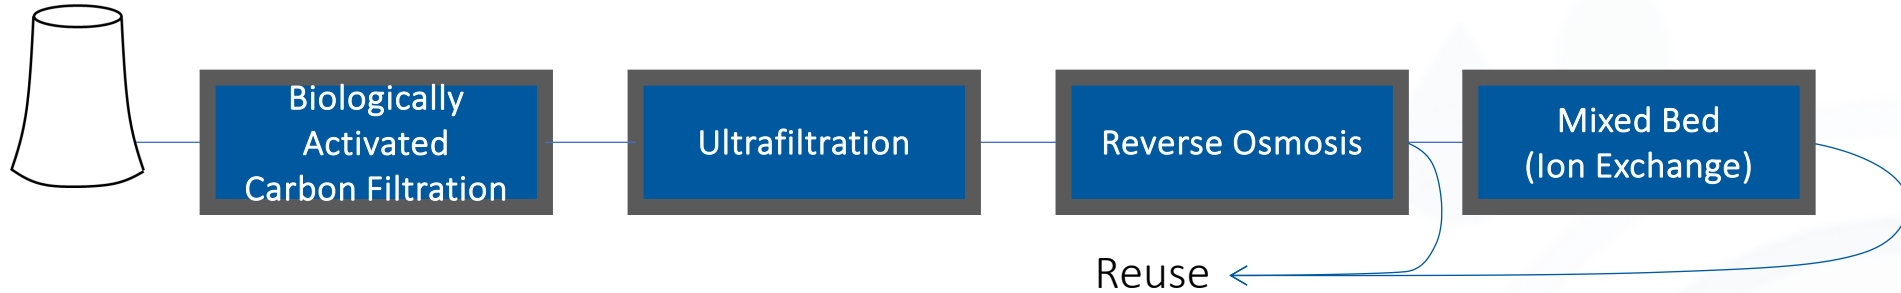 Biologically
Activated
Carbon Filtration
Ultrafiltration
Reverse Osmosis
Mixed Bed
(Ion Exchange)
Reuse